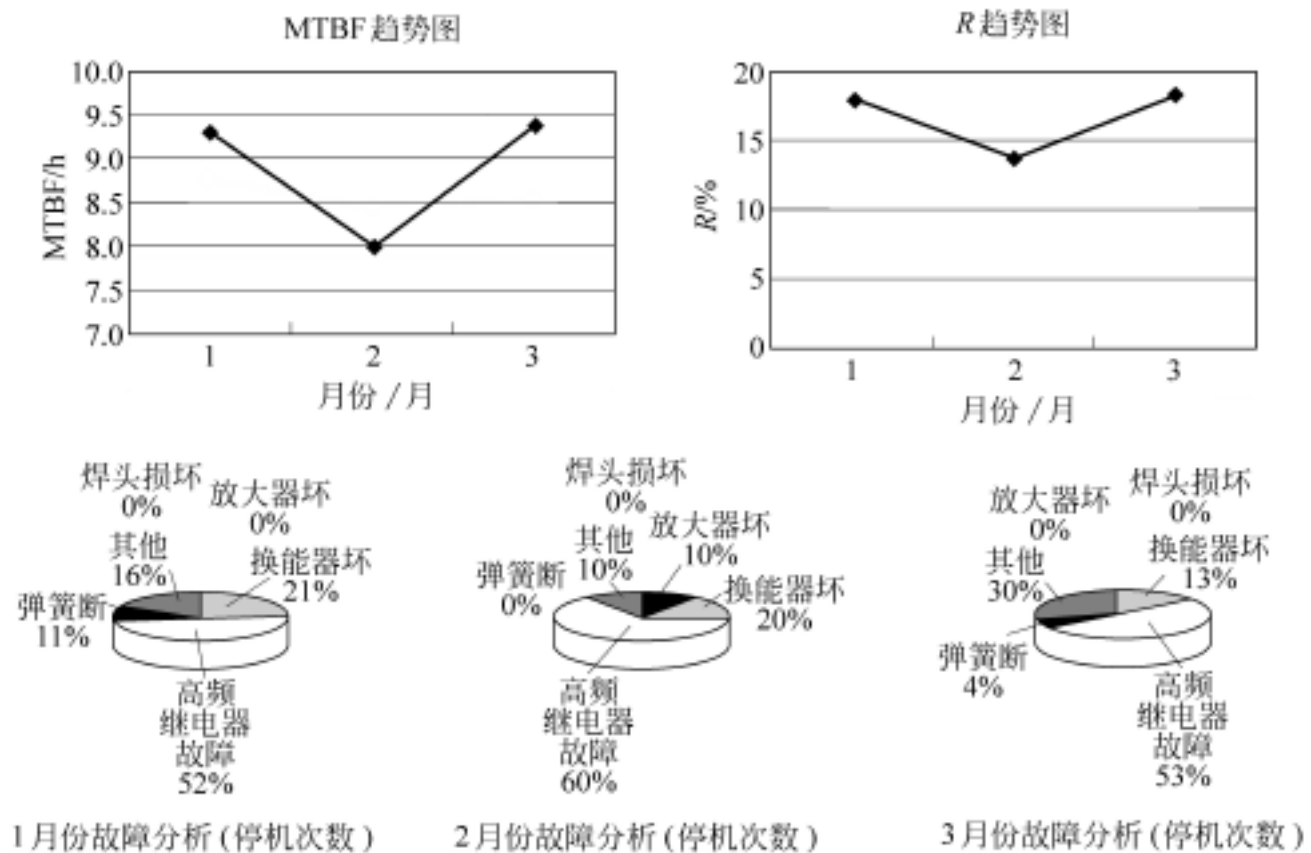 MTBF趋势图
10.0
9.5
9.0
8.5
8.0
7.5
7.0
MTBF/h
1
2
3
月份 / 月
R趋势图
20
15
10
5
0
R/%
1
2
3
月份 / 月
焊头损坏
0%
放大器坏
0%
其他
16%
换能器坏
21%
弹簧断
11%
高频
继电器
故障
52%
1月份故障分析(停机次数)
焊头损坏
0%
放大器坏
10%
其他
10%
弹簧断
0%
换能器坏
20%
高频
继电器
故障
60%
2月份故障分析(停机次数)
放大器坏
0%
焊头损坏
0%
其他
30%
换能器坏
13%
弹簧断
4%
高频
继电器
故障
53%
3月份故障分析(停机次数)